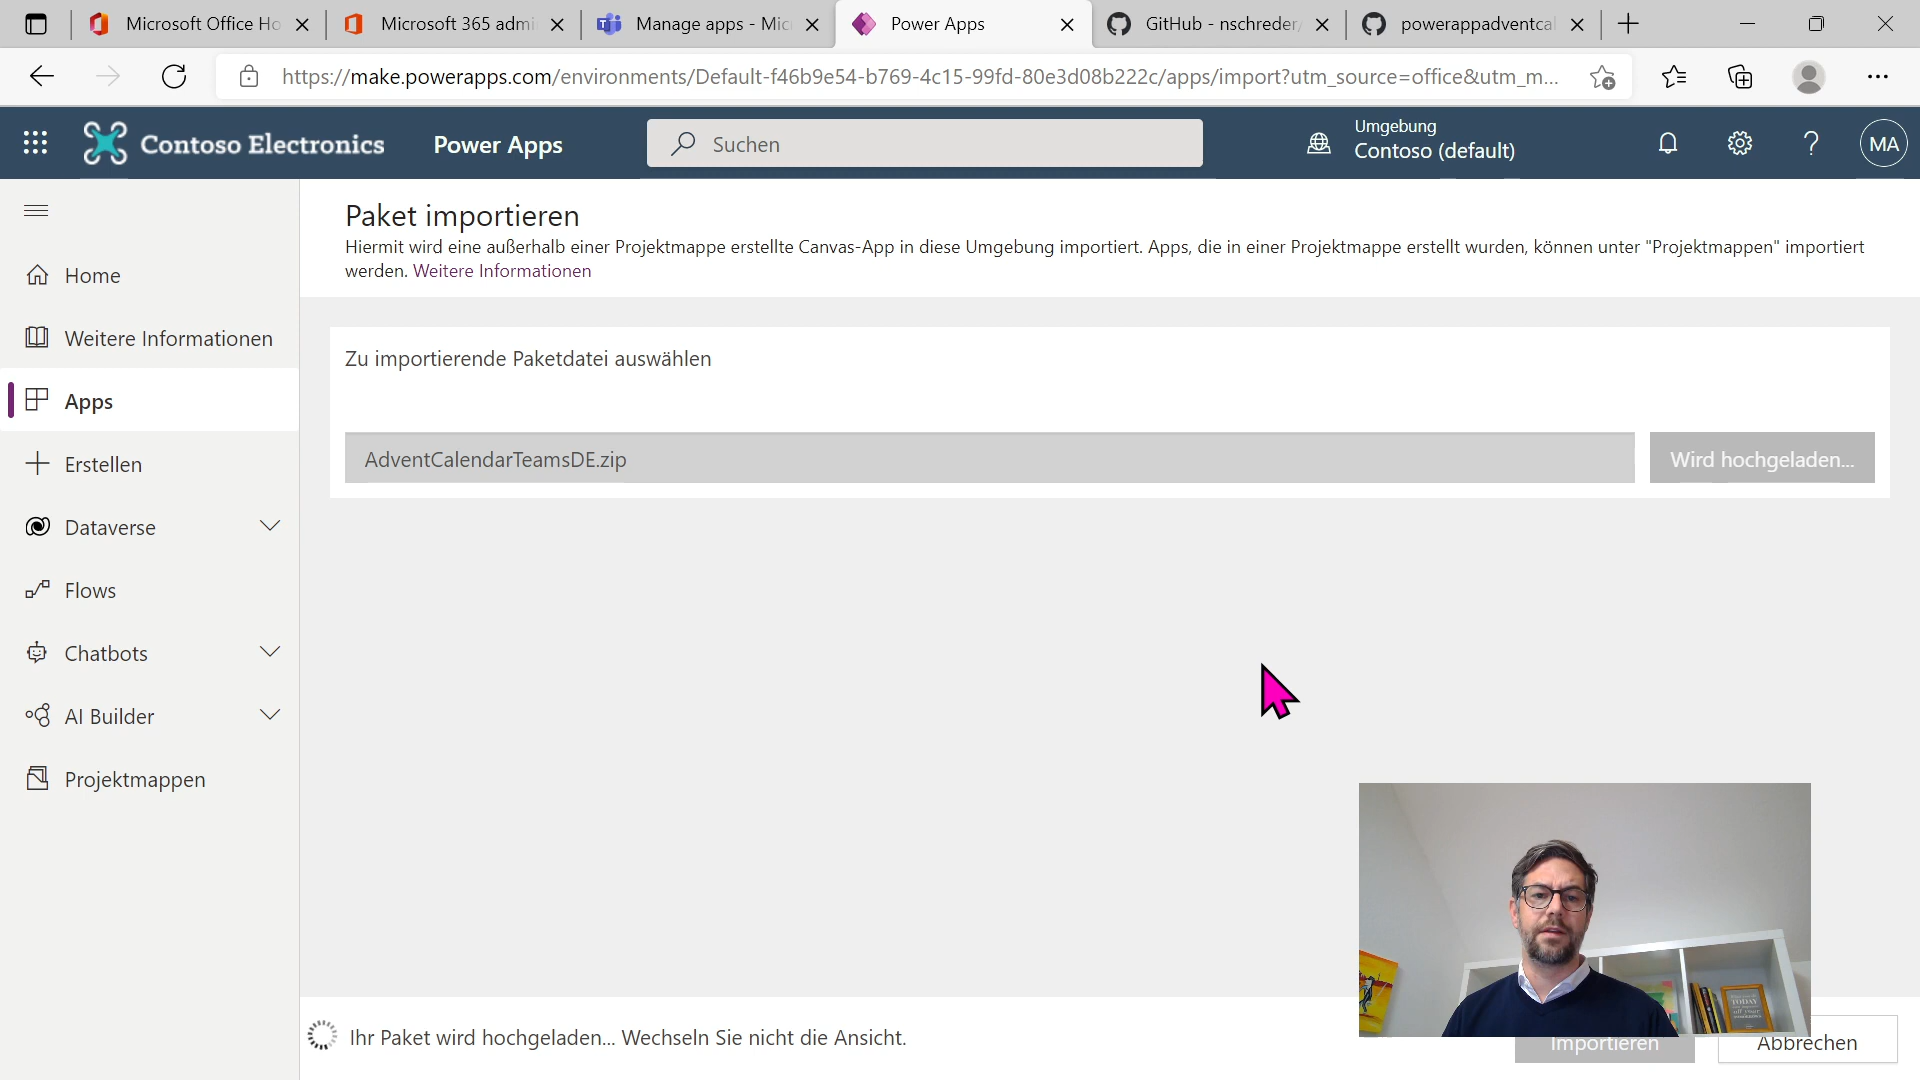 Microsoft Office Ho
Microsoft 365 admi
Manage apps - Mic
Power Apps
GitHub - nschreder/
powerappadventcal
https://make.powerapps.com/environments/Default-f46b9e54-b769-4c15-99fd-80e3d08b222c/apps/import?utm_source=office&utm_m...
Contoso Electronics
Power Apps
Suchen
Umgebung
Contoso (default)
MA
Paket importieren
Hiermit wird eine außerhalb einer Projektmappe erstellte Canvas-App in diese Umgebung importiert. Apps, die in einer Projektmappe erstellt wurden, können unter "Projektmappen" importiert
werden. Weitere Informationen
Home
Weitere Informationen
Apps
Erstellen
Dataverse
Flows
Chatbots
AI Builder
Projektmappen
Zu importierende Paketdatei auswählen
AdventCalendarTeamsDE.zip
Wird hochgeladen...
TODAY
Ihr Paket wird hochgeladen... Wechseln Sie nicht die Ansicht.
Importieren
Abbrechen